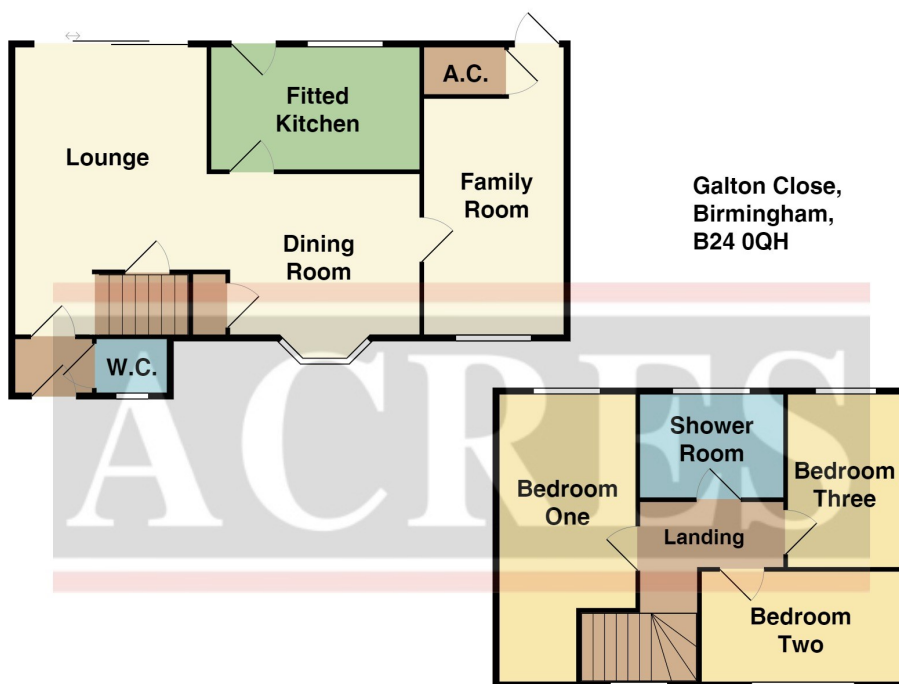 A.C.
Fitted
Kitchen
Lounge
Family
Room
Galton Close,
Birmingham,
B24 0QH
Dining
Room
W.C.
ACRES
Shower
Room
Bedroom
One
Bedroom
Three
Landing
Bedroom
Two